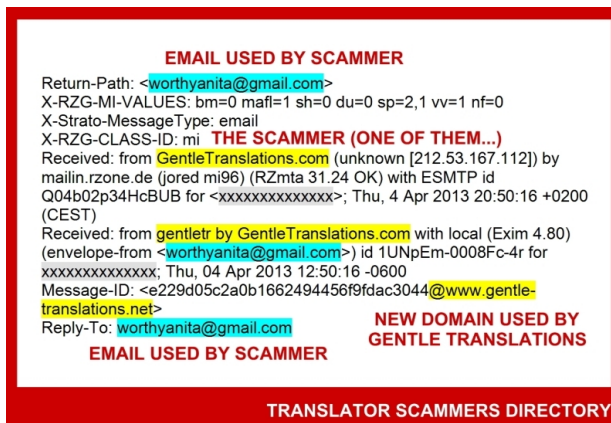 EMAIL USED BY SCAMMER
Return-Path: <worthyanita@gmail.com>
X-RZG-MI-VALUES: bm=0 mafl=1 sh=0 du=0 sp=2,1 vv=1 nf=0
X-Strato-MessageType: email
X-RZG-CLASS-ID: mi THE SCAMMER (ONE OF THEM...)
Received: from GentleTranslations.com (unknown [212.53.167.112]) by
mailin.rzone.de (jored mi96) (RZmta 31.24 OK) with ESMTP id
Q04b02p34HcBUB for <xxxxxxxxxxxxxx>; Thu, 4 Apr 2013 20:50:16 +0200
(CEST)
Received: from gentletr by GentleTranslations.com with local (Exim 4.80)
(envelope-from <worthyanita@gmail.com>) id 1UNpEm-0008Fc-4r for
xxxxxxxxxxxxxx; Thu, 04 Apr 2013 12:50:16 -0600
Message-ID: <e229d05c2a0b1662494456f9fdac3044@www.gentle-
translations.net>
Reply-To: worthyanita@gmail.com
NEW DOMAIN USED BY
GENTLE TRANSLATIONS
EMAIL USED BY SCAMMER
TRANSLATOR SCAMMERS DIRECTORY